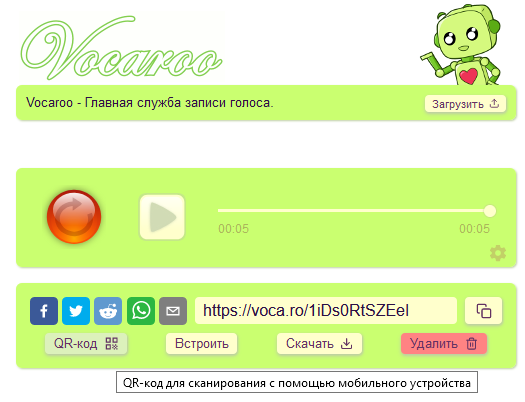 Vocaroo
Vocaroo - Главная служба записи голоса.
Загрузить
00:05 00:05
https://voca.ro/1iDs0RtSZEeI
QR-код Встроить Скачать Удалить
QR-код для сканирования с помощью мобильного устройства